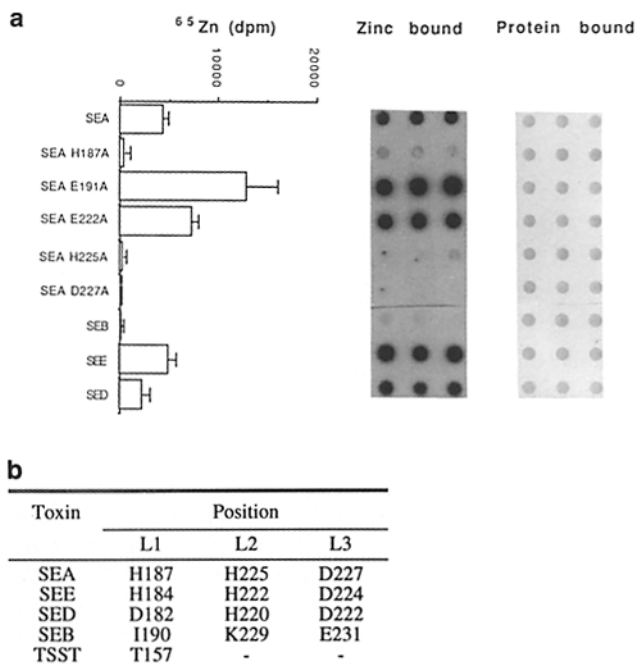 a
⁶⁵Zn (dpm)
Zinc bound
Protein bound
0
10000
20000
SEA
SEA H187A
SEA E191A
SEA E222A
SEA H225A
SEA D227A
SEB
SEE
SED
b
Toxin Position
L1 L2 L3
SEA H187 H225 D227
SEE H184 H222 D224
SED D182 H220 D222
SEB I190 K229 E231
TSST T157 - -